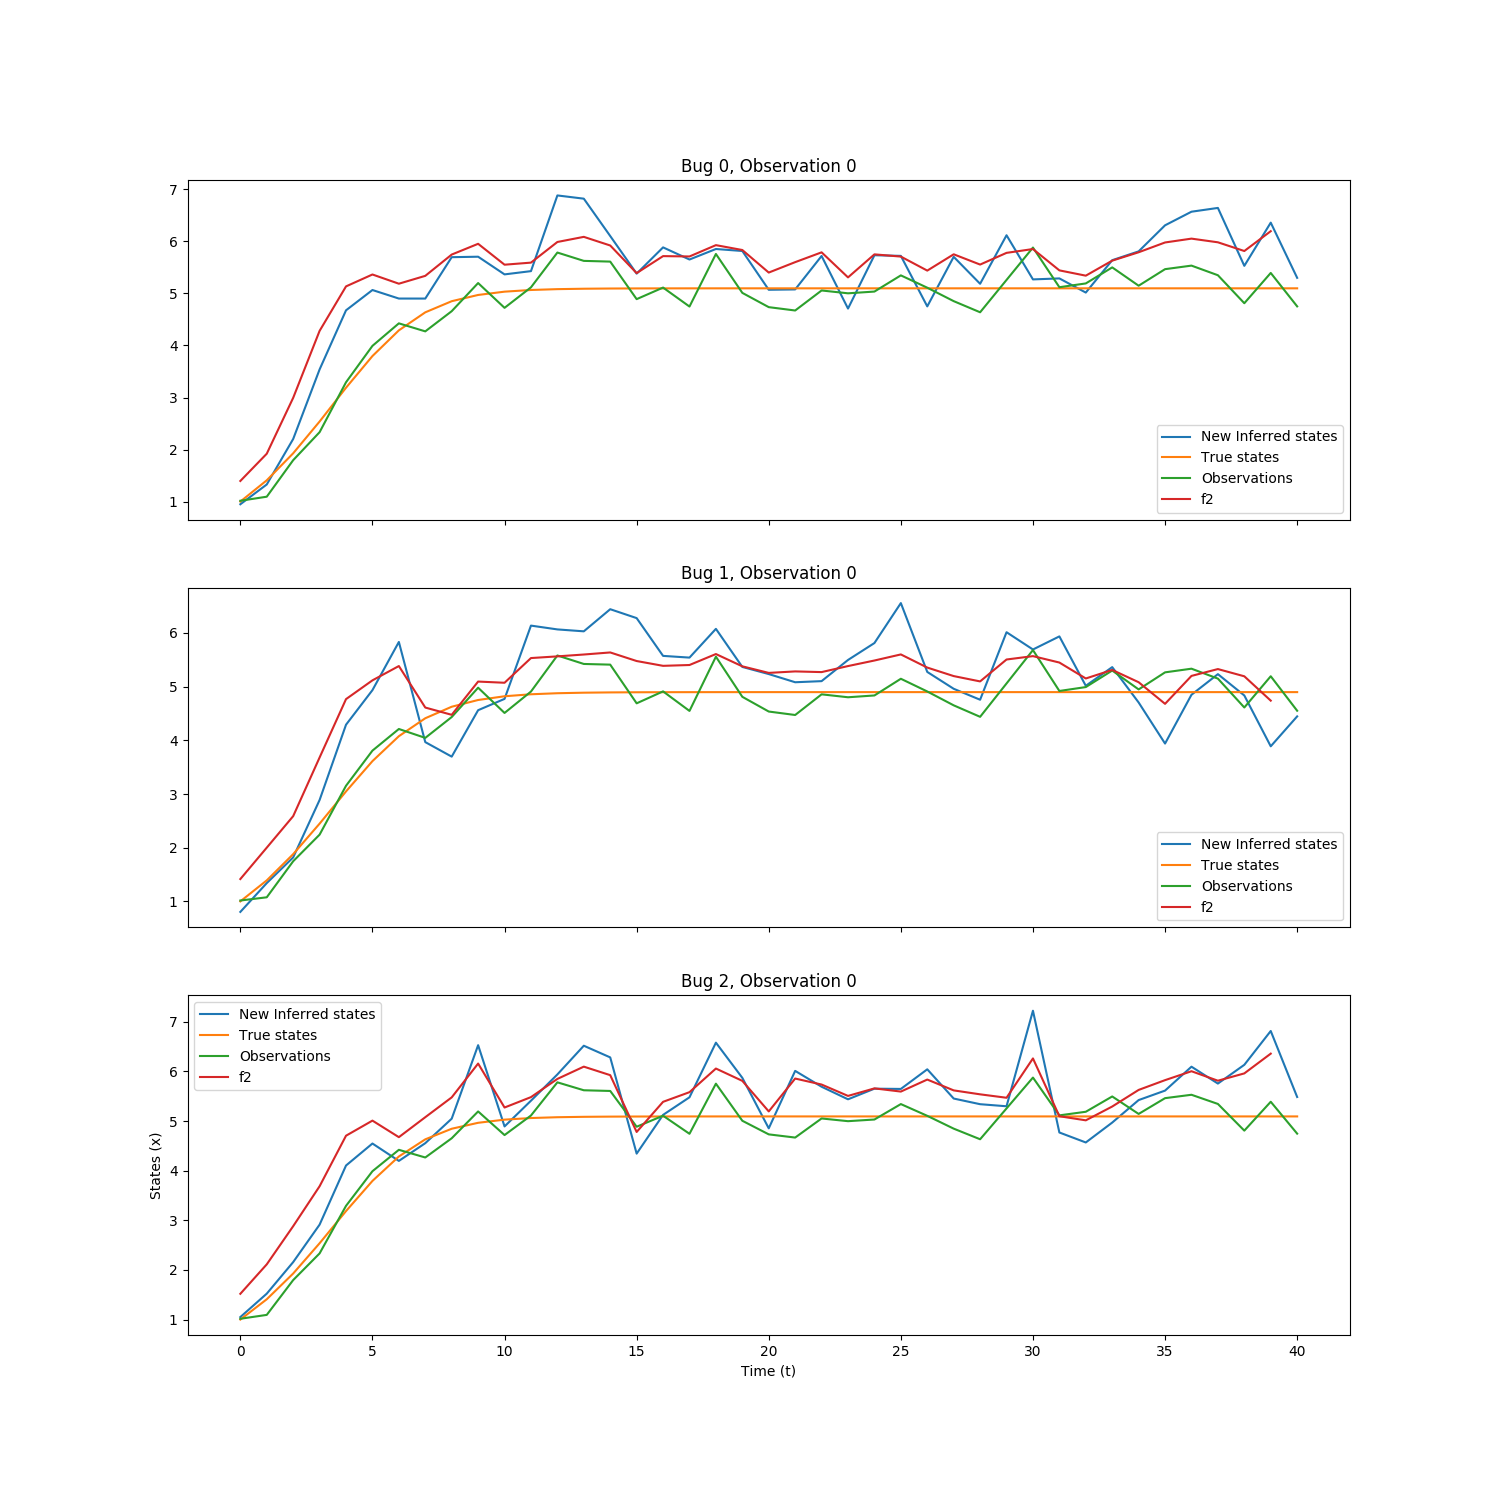 Bug 0, Observation 0
7
6
5
4
3
2
1
New Inferred states
True states
Observations
f2
Bug 1, Observation 0
6
5
4
3
2
1
New Inferred states
True states
Observations
f2
Bug 2, Observation 0
New Inferred states
True states
Observations
f2
7
6
5
4
3
2
1
States (x)
0 5 10 15 20 25 30 35 40
Time (t)